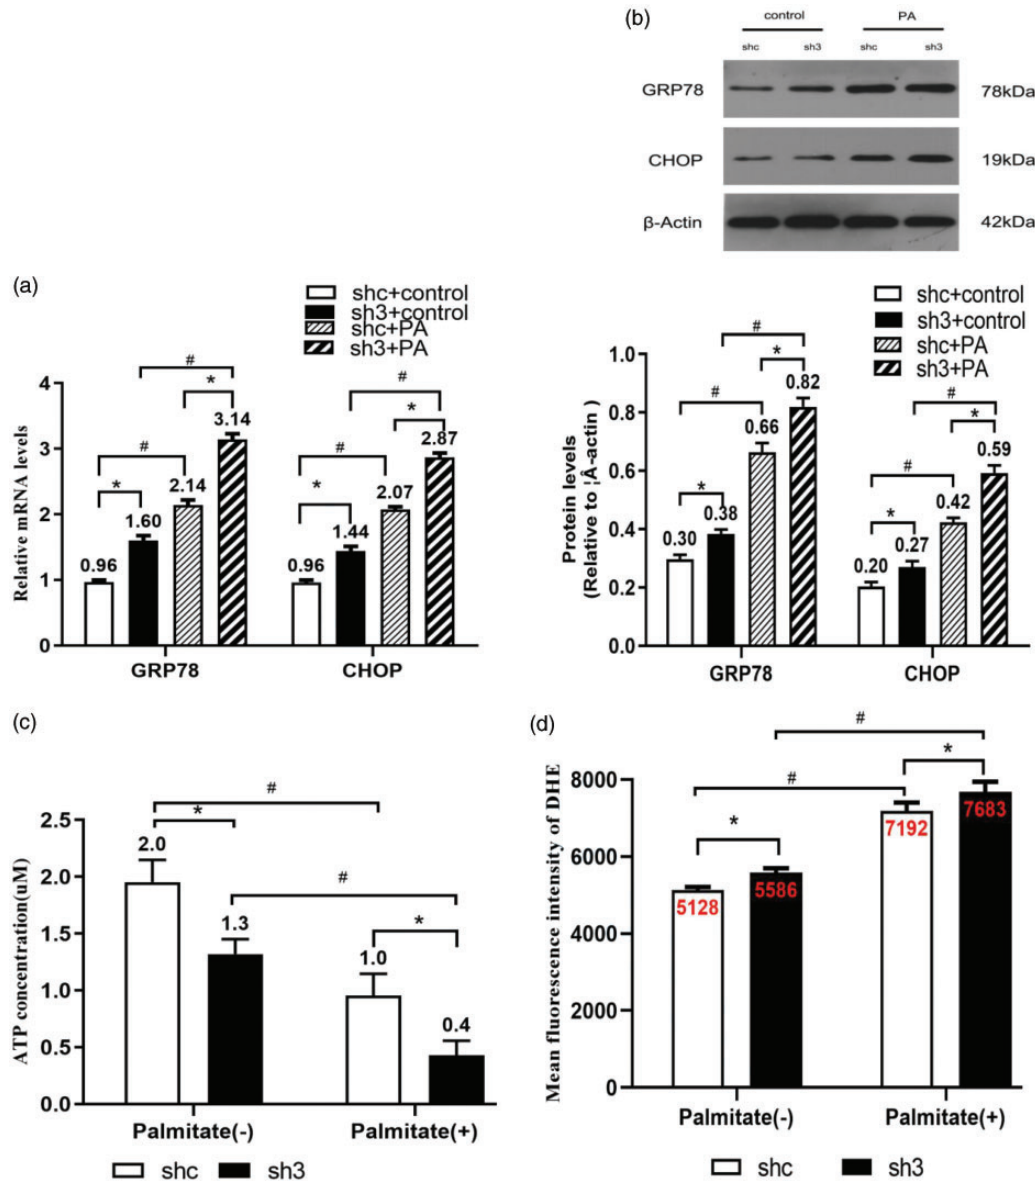 (b)
control PA
shc sh3 shc sh3
GRP78 78kDa
CHOP 19kDa
β-Actin 42kDa
(a)
shc+control
sh3+control
shc+PA
sh3+PA
Relative mRNA levels
4
3
2
1
0
# * 3.14
# 2.14
* 1.60
0.96
# * 2.87
# 2.07
* 1.44
0.96
GRP78 CHOP
shc+control
sh3+control
shc+PA
sh3+PA
Protein levels
(Relative to ¦Â-actin )
1.0
0.8
0.6
0.4
0.2
0.0
# * 0.82
# 0.66
* 0.38
0.30
# * 0.59
# 0.42
* 0.27
0.20
GRP78 CHOP
(c)
ATP concentration(uM)
2.5
2.0
1.5
1.0
0.5
0.0
#
*
2.0
#
1.3
*
1.0
0.4
Palmitate(-) Palmitate(+)
shc sh3
(d)
Mean fluorescence intensity of DHE
8000
6000
4000
2000
0
#
# *
*
5128 5586 7192 7683
Palmitate(-) Palmitate(+)
shc sh3